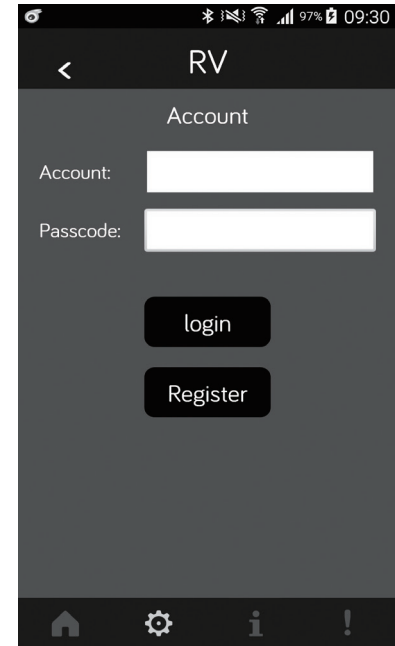 97% 09:30
RV
Account
Account:
Passcode:
login
Register